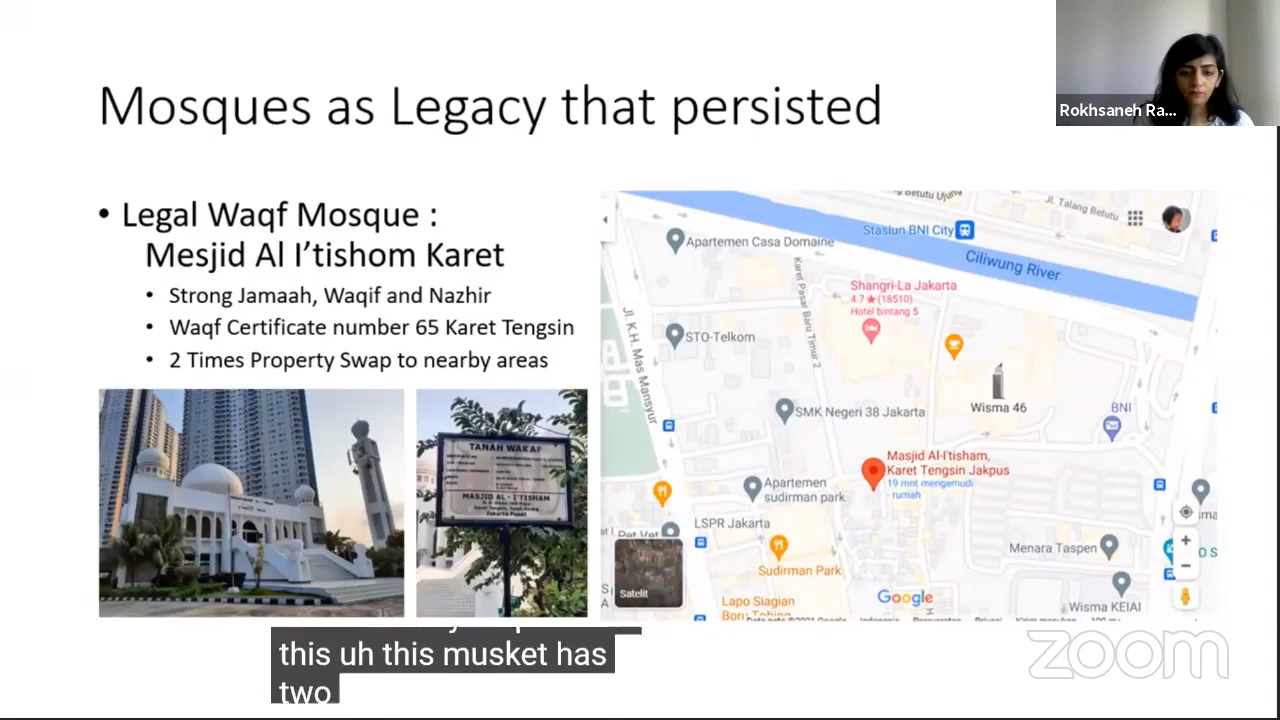 Mosques as Legacy that persisted
Rokhsaneh Ra...
• Legal Waqf Mosque :
Mesjid Al I’tishom Karet
• Strong Jamaah, Waqif and Nazhir
• Waqf Certificate number 65 Karet Tengsin
• 2 Times Property Swap to nearby areas
TANAH WAKAF
MASJID AL - I'TISHAM
Jakarta Pusat
Jl. Talang Betutu
Stasiun BNI City
Apartemen Casa Domaine
Ciliwung River
Karet Pasar Baru Timur 2
Shangri-La Jakarta
4.7 ★ (18510)
Hotel bintang 5
Jl. K.H. Mas Mansyur
STO-Telkom
Wisma 46
SMK Negeri 38 Jakarta
BNI
Masjid Al-I'tisham,
Karet Tengsin Jakpus
19 mnt mengemudi
- rumah
Apartemen
sudirman park
LSPR Jakarta
Menara Taspen
Sudirman Park
Satelit
Google
Lapo Siagian
Wisma KEIAI
this uh this musket has
two
zoom